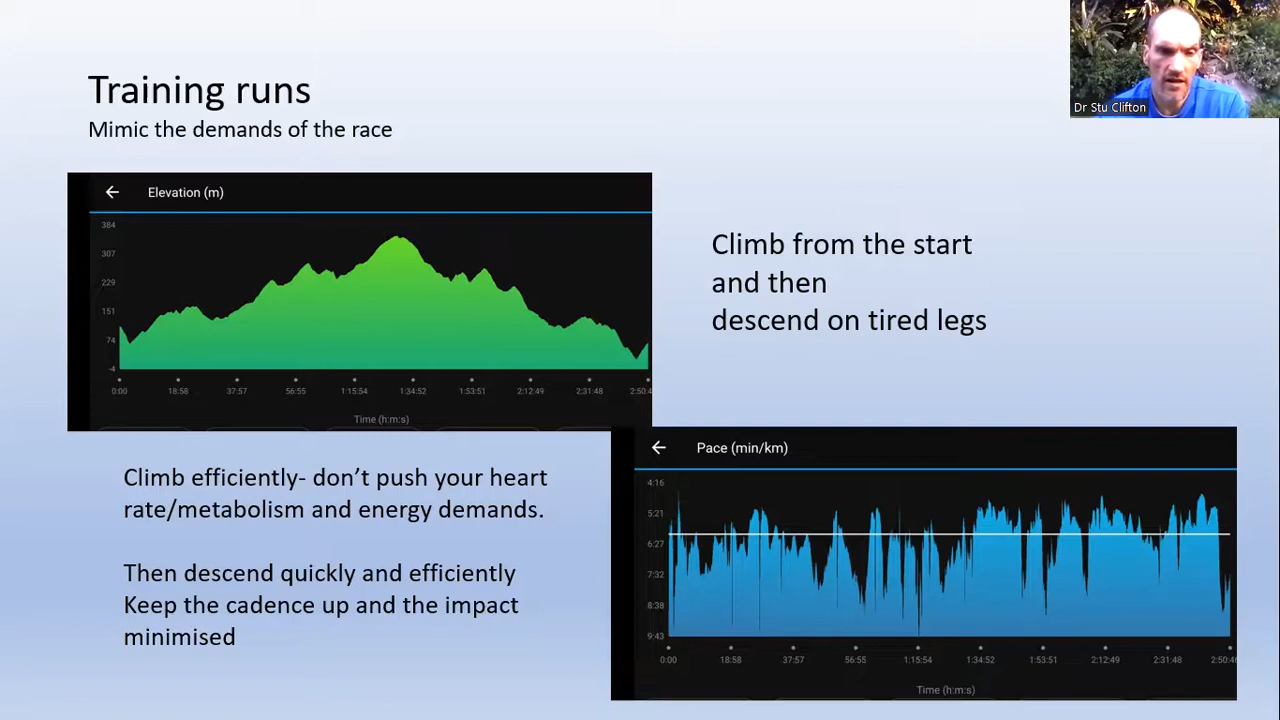 Training runs
Mimic the demands of the race
Dr Stu Clifton
Elevation (m)
384
307
229
151
74
-4
0:00 18:58 37:57 56:55 1:15:54 1:34:52 1:53:51 2:12:49 2:31:48 2:50:4
Time (h:m:s)
Climb from the start
and then
descend on tired legs
Climb efficiently- don’t push your heart
rate/metabolism and energy demands.
Then descend quickly and efficiently
Keep the cadence up and the impact
minimised
Pace (min/km)
4:16
5:21
6:27
7:32
8:38
9:43
0:00 18:58 37:57 56:55 1:15:54 1:34:52 1:53:51 2:12:49 2:31:48 2:50:46
Time (h:m:s)